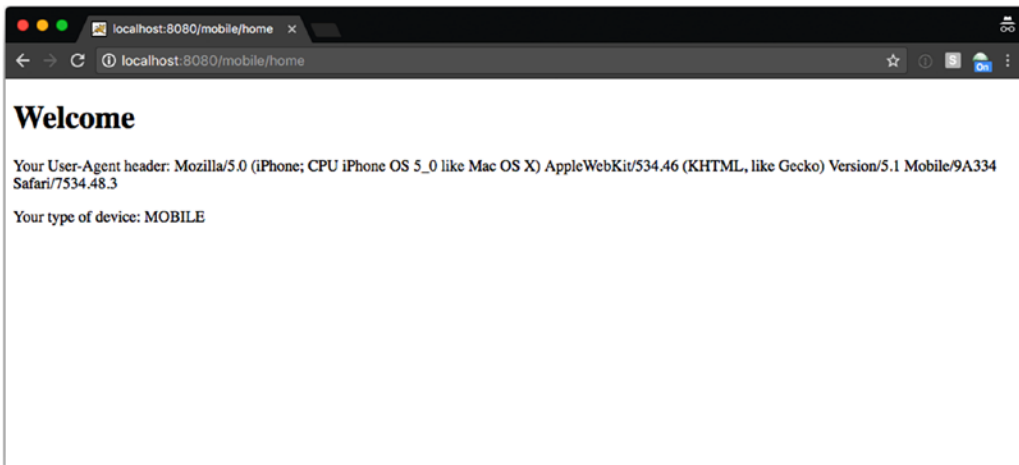 localhost:8080/mobile/home
localhost:8080/mobile/home
S
On
Welcome
Your User-Agent header: Mozilla/5.0 (iPhone; CPU iPhone OS 5_0 like Mac OS X) AppleWebKit/534.46 (KHTML, like Gecko) Version/5.1 Mobile/9A334
Safari/7534.48.3
Your type of device: MOBILE